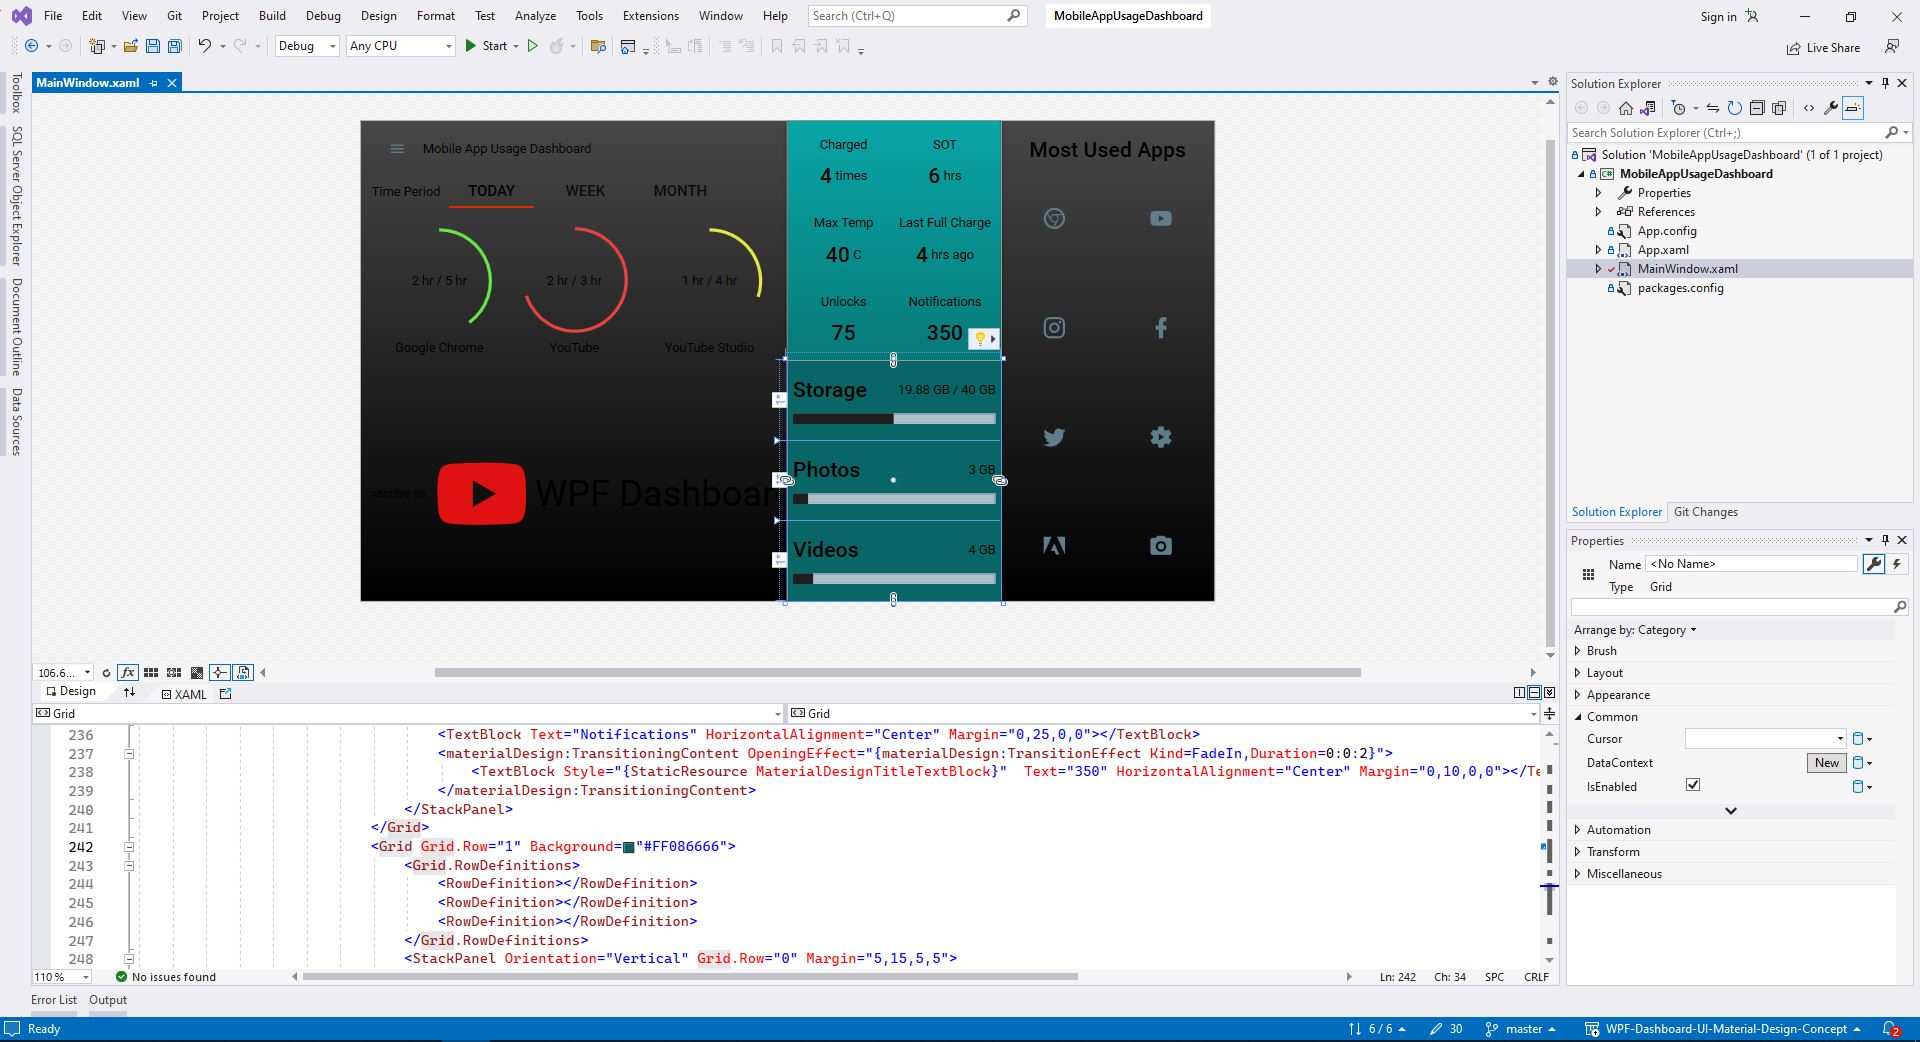 File Edit View Git Project Build Debug Design Format Test Analyze Tools Extensions Window Help Search (Ctrl+Q) MobileAppUsageDashboard Sign in
Debug Any CPU Start Live Share
Toolbox
SQL Server Object Explorer
Document Outline
Data Sources
MainWindow.xaml
Mobile App Usage Dashboard
Time Period TODAY WEEK MONTH
2 hr / 5 hr 2 hr / 3 hr 1 hr / 4 hr
Google Chrome YouTube YouTube Studio
scribe to WPF Dashboar
Charged SOT
4 times 6 hrs
Max Temp Last Full Charge
40 C 4 hrs ago
Unlocks Notifications
75 350
Storage 19.88 GB / 40 GB
Photos 3 GB
Videos 4 GB
Most Used Apps
106.6...
Design XAML
Grid Grid
236 <TextBlock Text="Notifications" HorizontalAlignment="Center" Margin="0,25,0,0"></TextBlock>
237 <materialDesign:TransitioningContent OpeningEffect="{materialDesign:TransitionEffect Kind=FadeIn,Duration=0:0:2}">
238 <TextBlock Style="{StaticResource MaterialDesignTitleTextBlock}"  Text="350" HorizontalAlignment="Center" Margin="0,10,0,0"></Te
239 </materialDesign:TransitioningContent>
240 </StackPanel>
241 </Grid>
242 <Grid Grid.Row="1" Background="#FF086666">
243 <Grid.RowDefinitions>
244 <RowDefinition></RowDefinition>
245 <RowDefinition></RowDefinition>
246 <RowDefinition></RowDefinition>
247 </Grid.RowDefinitions>
248 <StackPanel Orientation="Vertical" Grid.Row="0" Margin="5,15,5,5">
110 % No issues found Ln: 242 Ch: 34 SPC CRLF
Error List Output
Ready 6 / 6 30 master WPF-Dashboard-UI-Material-Design-Concept 2
Solution Explorer
Search Solution Explorer (Ctrl+;)
Solution 'MobileAppUsageDashboard' (1 of 1 project)
MobileAppUsageDashboard
Properties
References
App.config
App.xaml
MainWindow.xaml
packages.config
Solution Explorer Git Changes
Properties
Name <No Name>
Type Grid
Arrange by: Category
Brush
Layout
Appearance
Common
Cursor
DataContext New
IsEnabled
Automation
Transform
Miscellaneous